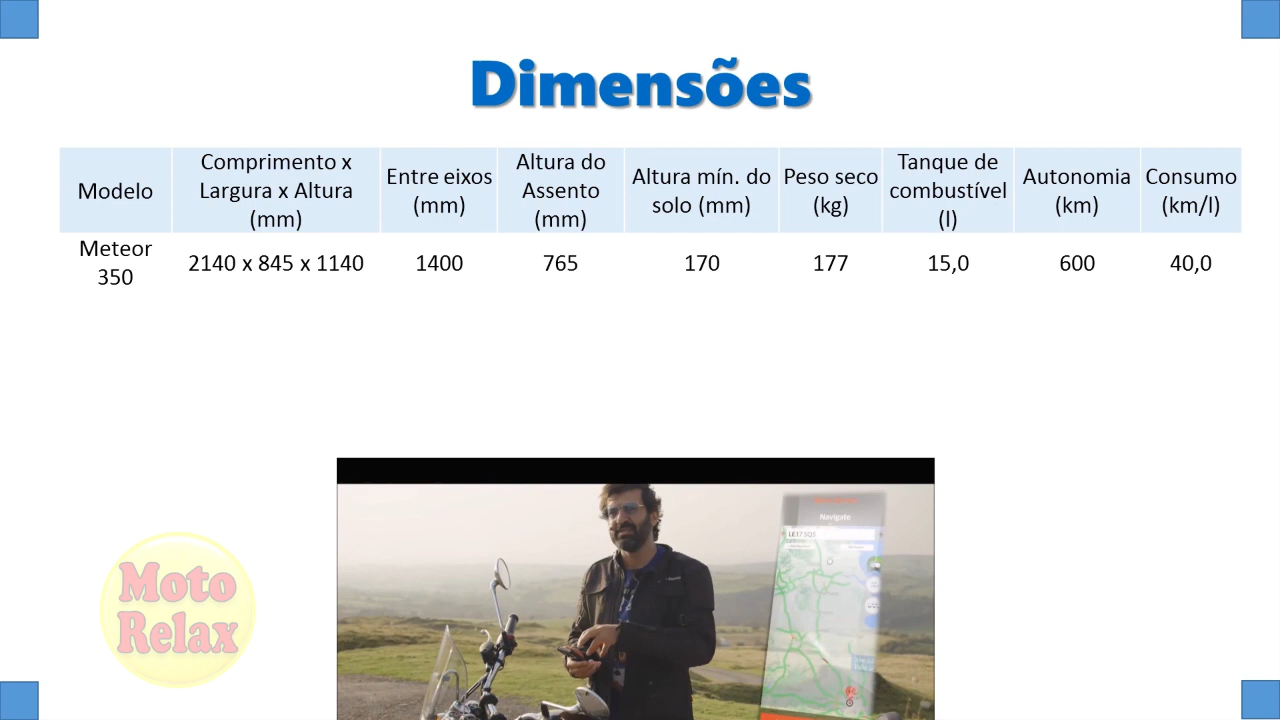 Dimensões
Modelo
Comprimento x
Largura x Altura
(mm)
Entre eixos
(mm)
Altura do
Assento
(mm)
Altura mín. do
solo (mm)
Peso seco
(kg)
Tanque de
combustível
(l)
Autonomia
(km)
Consumo
(km/l)
Meteor
350
2140 x 845 x 1140
1400
765
170
177
15,0
600
40,0
Navigate
LE17 5QS
Moto
Relax